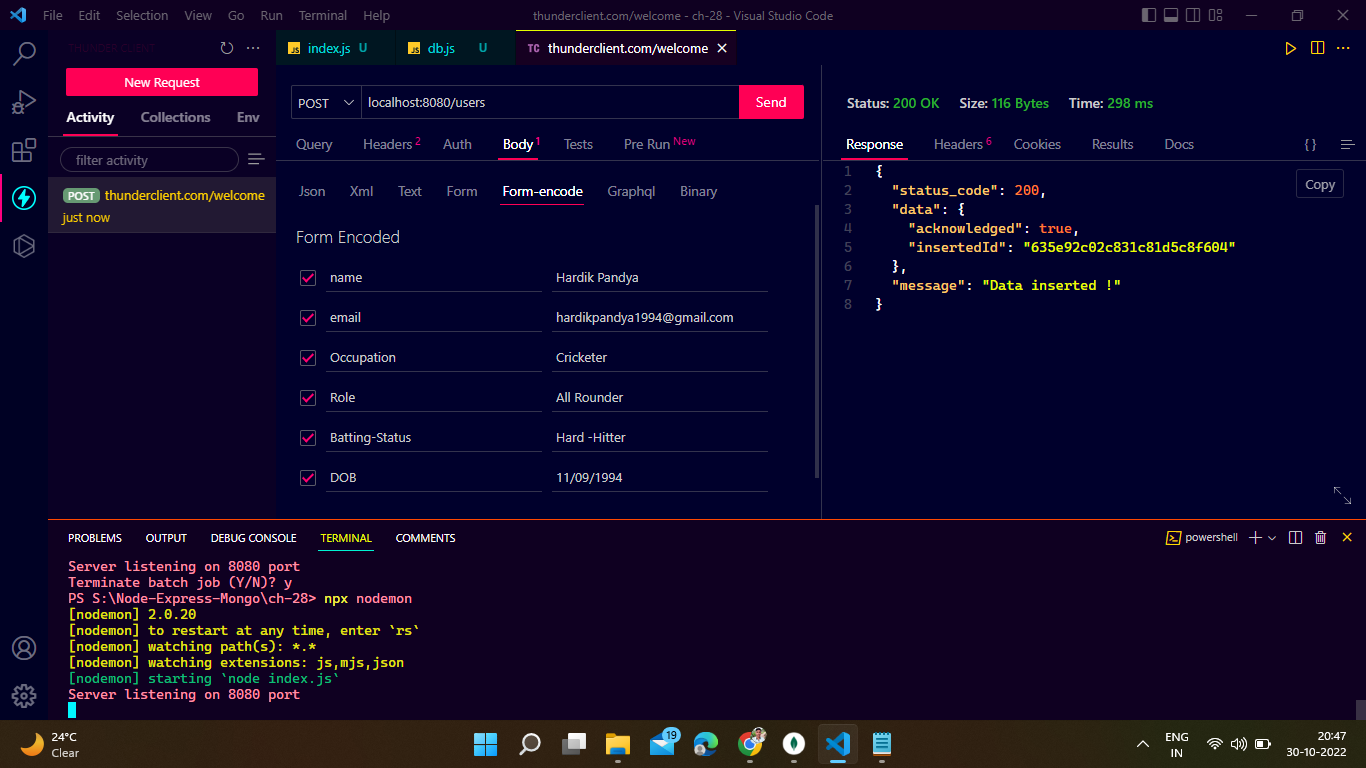 File Edit Selection View Go Run Terminal Help thunderclient.com/welcome - ch-28 - Visual Studio Code
THUNDER CLIENT
JS index.js U JS db.js U TC thunderclient.com/welcome
New Request
Activity Collections Env
filter activity
POST thunderclient.com/welcome
just now
POST localhost:8080/users Send
Query Headers 2 Auth Body 1 Tests Pre Run New
Json Xml Text Form Form-encode Graphql Binary
Form Encoded
name Hardik Pandya
email hardikpandya1994@gmail.com
Occupation Cricketer
Role All Rounder
Batting-Status Hard -Hitter
DOB 11/09/1994
Status: 200 OK Size: 116 Bytes Time: 298 ms
Response Headers 6 Cookies Results Docs {}
Copy
1 {
2 "status_code": 200,
3 "data": {
4 "acknowledged": true,
5 "insertedId": "635e92c02c831c81d5c8f604"
6 },
7 "message": "Data inserted !"
8 }
PROBLEMS OUTPUT DEBUG CONSOLE TERMINAL COMMENTS powershell
Server listening on 8080 port
Terminate batch job (Y/N)? y
PS S:\Node-Express-Mongo\ch-28> npx nodemon
[nodemon] 2.0.20
[nodemon] to restart at any time, enter `rs`
[nodemon] watching path(s): *.*
[nodemon] watching extensions: js,mjs,json
[nodemon] starting `node index.js`
Server listening on 8080 port
24°C
Clear
19
ENG
IN
20:47
30-10-2022